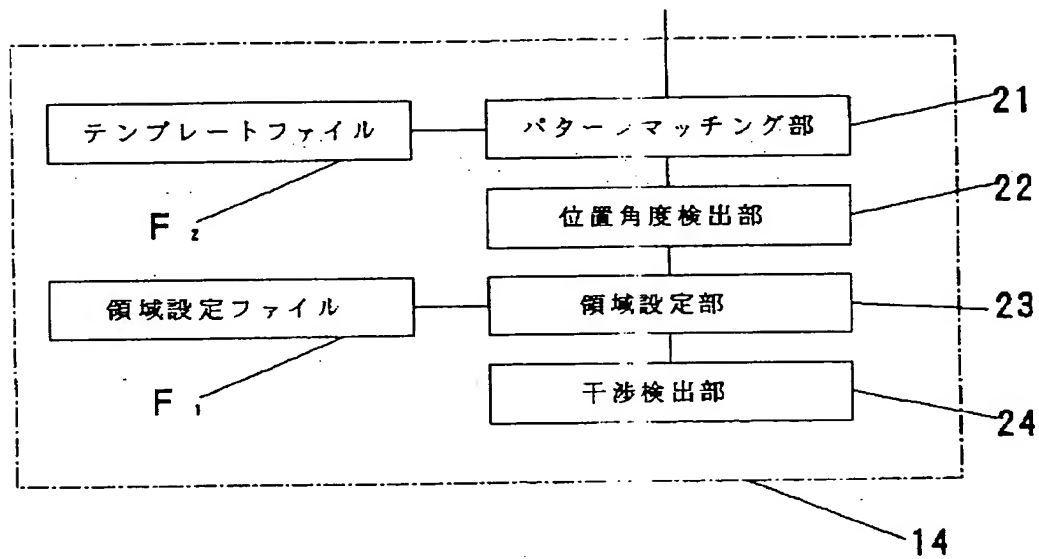 テンプレートファイル
パターンマッチング部
21
F2
位置角度検出部
22
領域設定ファイル
領域設定部
23
F1
干渉検出部
24
14